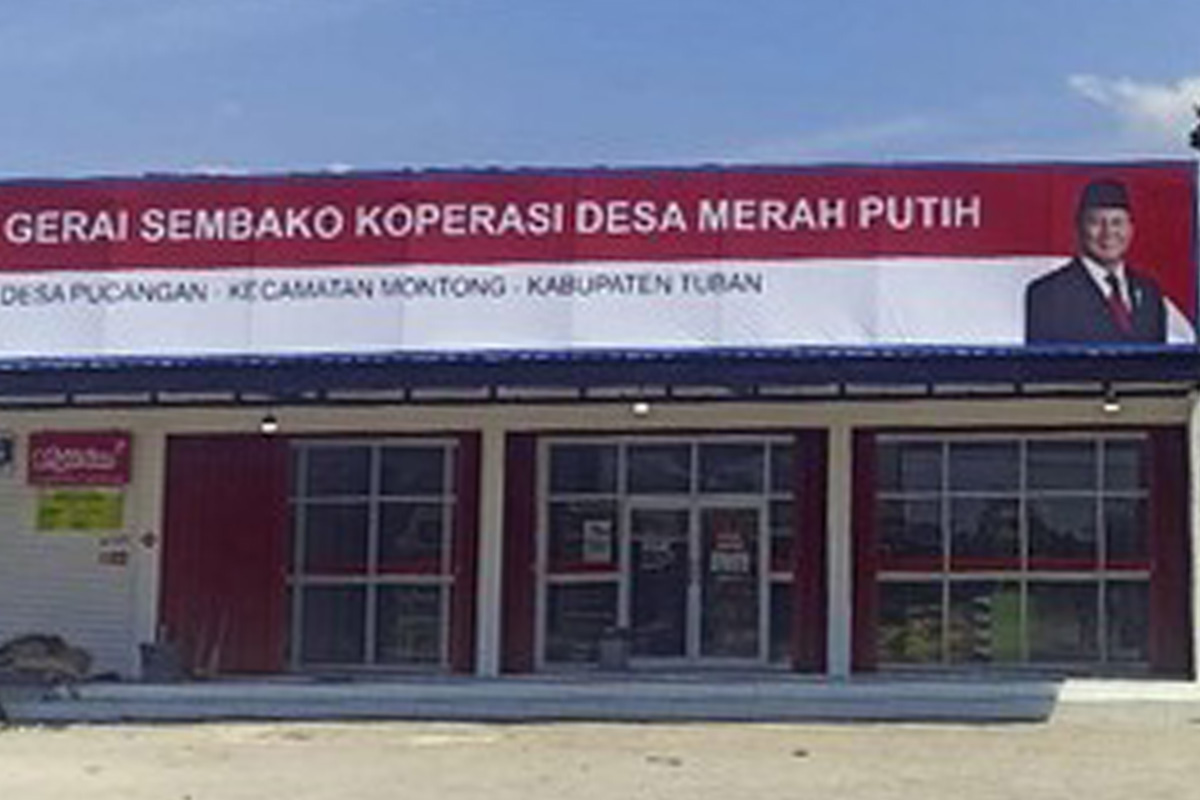 GERAI SEMBAKO KOPERASI DESA MERAH PUTIH
DESA PUCANGAN - KECAMATAN MONTONG - KABUPATEN TUBAN